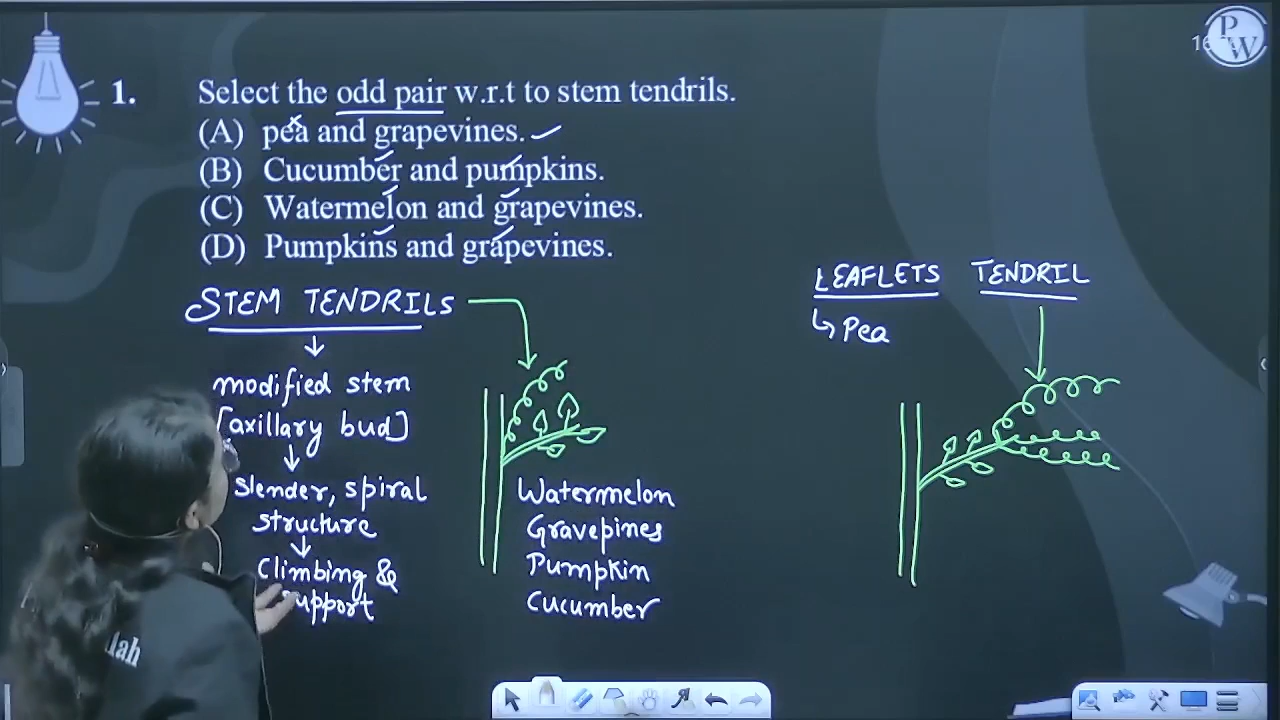 PW
1.
Select the odd pair w.r.t to stem tendrils.
(A) pea and grapevines.
(B) Cucumber and pumpkins.
(C) Watermelon and grapevines.
(D) Pumpkins and grapevines.
STEM TENDRILS
modified stem
[axillary bud]
Slender, spiral
structure
Climbing &
support
Watermelon
Gravepines
Pumpkin
Cucumber
LEAFLETS TENDRIL
Pea
lah